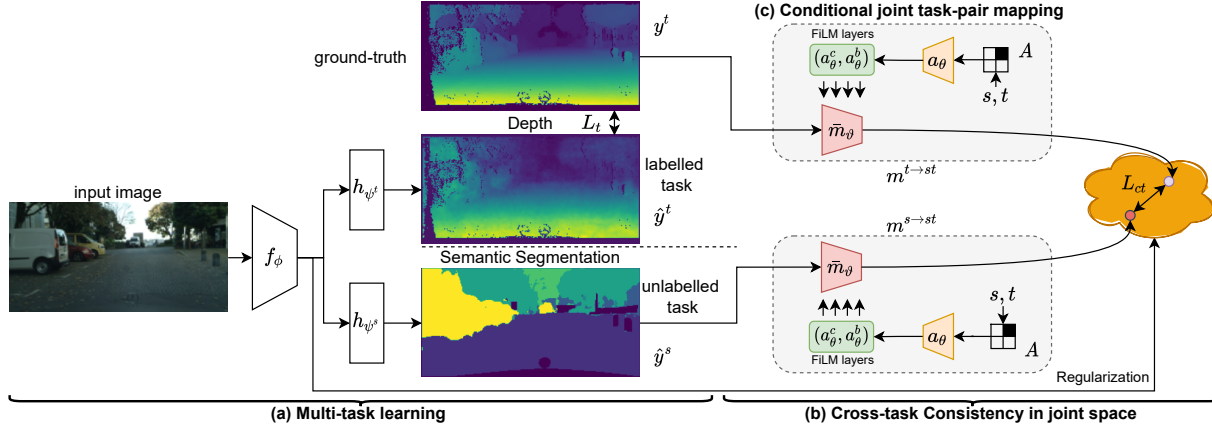 (c) Conditional joint task-pair mapping
ground-truth
y^t
FiLM layers
(a_θ^c, a_θ^b)
a_θ
A
s, t
Depth
L_t
m̄_ϑ
m^{t→st}
input image
h_{ψ^t}
labelled
task
ŷ^t
L_{ct}
f_ϕ
Semantic Segmentation
m^{s→st}
m̄_ϑ
h_{ψ^s}
unlabelled
task
ŷ^s
s, t
(a_θ^c, a_θ^b)
a_θ
A
FiLM layers
Regularization
(a) Multi-task learning
(b) Cross-task Consistency in joint space